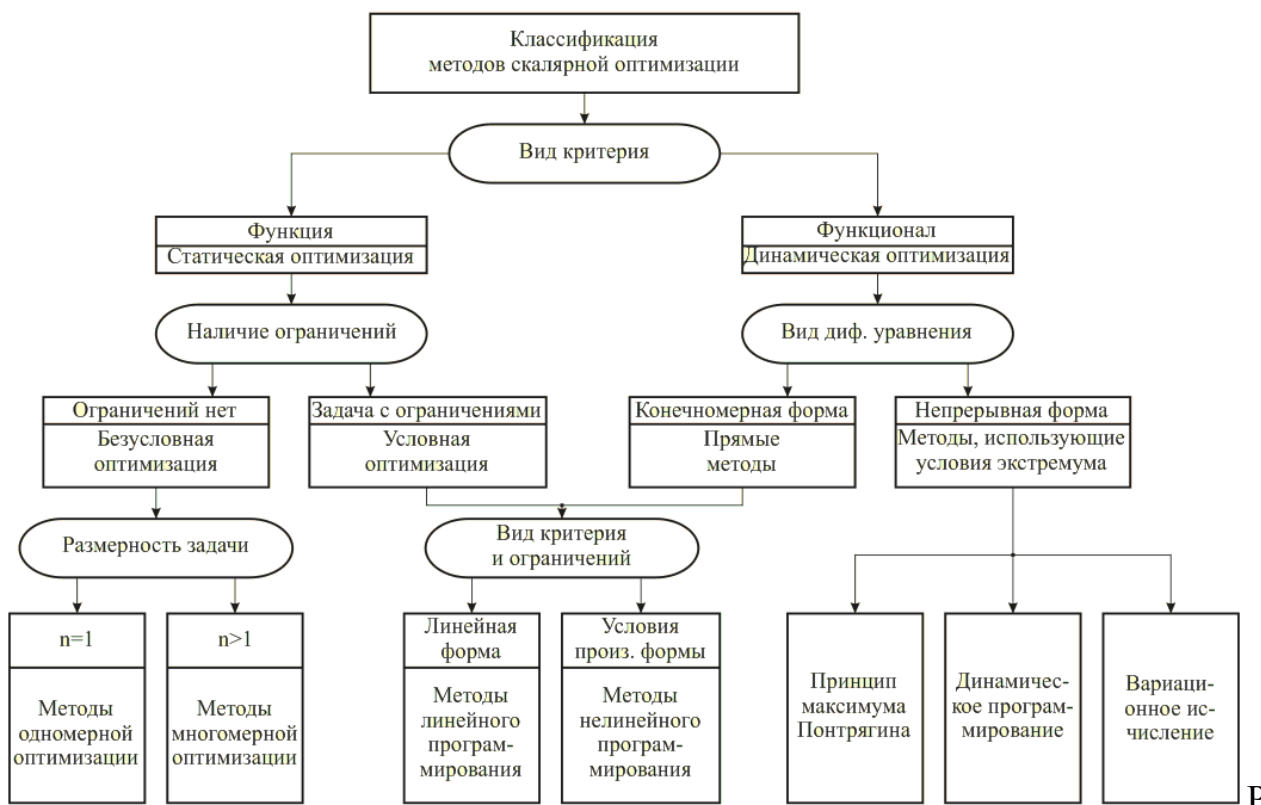 Классификация
методов скалярной оптимизации
Вид критерия
Функция
Статическая оптимизация
Функционал
Динамическая оптимизация
Наличие ограничений
Вид диф. уравнения
Ограничений нет
Безусловная
оптимизация
Задача с ограничениями
Условная
оптимизация
Конечномерная форма
Прямые
методы
Непрерывная форма
Методы, использующие
условия экстремума
Размерность задачи
Вид критерия
и ограничений
n=1
Методы
одномерной
оптимизации
n>1
Методы
многомерной
оптимизации
Линейная
форма
Методы
линейного
програм-
мирования
Условия
произ. формы
Методы
нелинейного
програм-
мирования
Принцип
максимума
Понтрягина
Динамичес-
кое програм-
мирование
Вариаци-
онное ис-
числение
Р